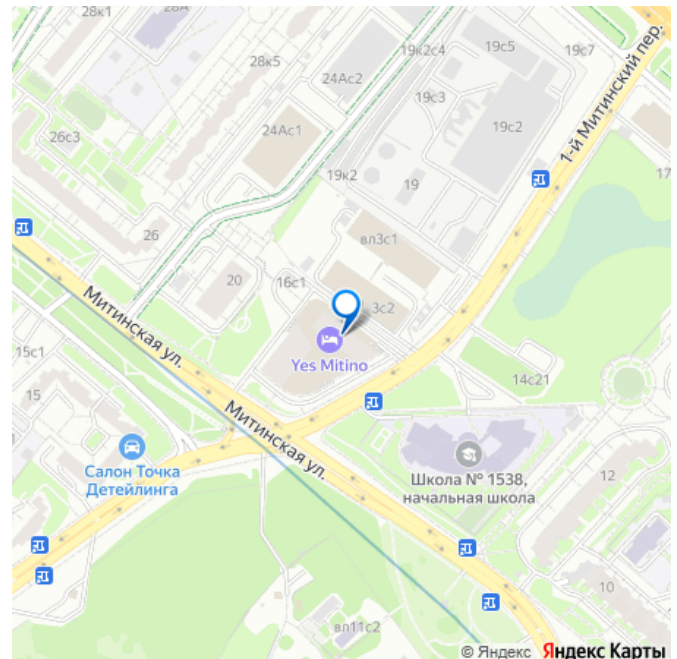 28к1
19к2с4
19с5
19с7
28к5
24Ас2
1-й Митинский пер.
19с3
24Ас1
19с2
26с3
19к2
19
17
вл3с1
26
20
16с1
3с2
Митинская ул.
Yes Mitino
15с1
14с21
15
Митинская ул.
Салон Точка
Детейлинга
Школа № 1538,
начальная школа
12
10
вл11с2
© Яндекс Яндекс Карты